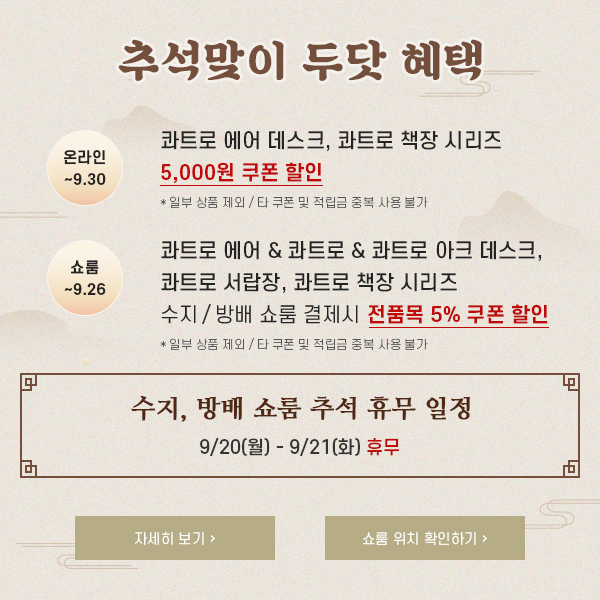 추석맞이 두닷 혜택
온라인
~9.30
콰트로 에어 데스크, 콰트로 책장 시리즈
5,000원 쿠폰 할인
* 일부 상품 제외 / 타 쿠폰 및 적립금 중복 사용 불가
쇼룸
~9.26
콰트로 에어 & 콰트로 & 콰트로 아크 데스크,
콰트로 서랍장, 콰트로 책장 시리즈
수지 / 방배 쇼룸 결제시 전품목 5% 쿠폰 할인
* 일부 상품 제외 / 타 쿠폰 및 적립금 중복 사용 불가
수지, 방배 쇼룸 추석 휴무 일정
9/20(월) - 9/21(화) 휴무
자세히 보기 >
쇼룸 위치 확인하기 >